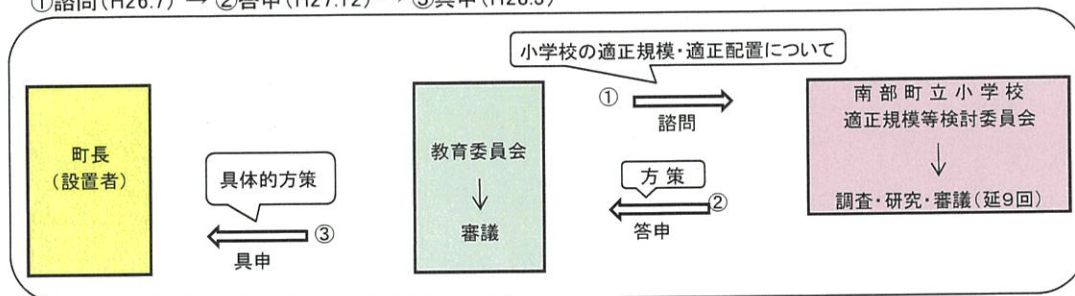 ①諮問(H26.7) → ②答申(H27.12) → ③具申(H28.3)
小学校の適正規模・適正配置について
①
諮問
南部町立小学校
適正規模等検討委員会
↓
調査・研究・審議(延9回)
町長
(設置者)
具体的方策
③
具申
教育委員会
↓
審議
方策
②
答申